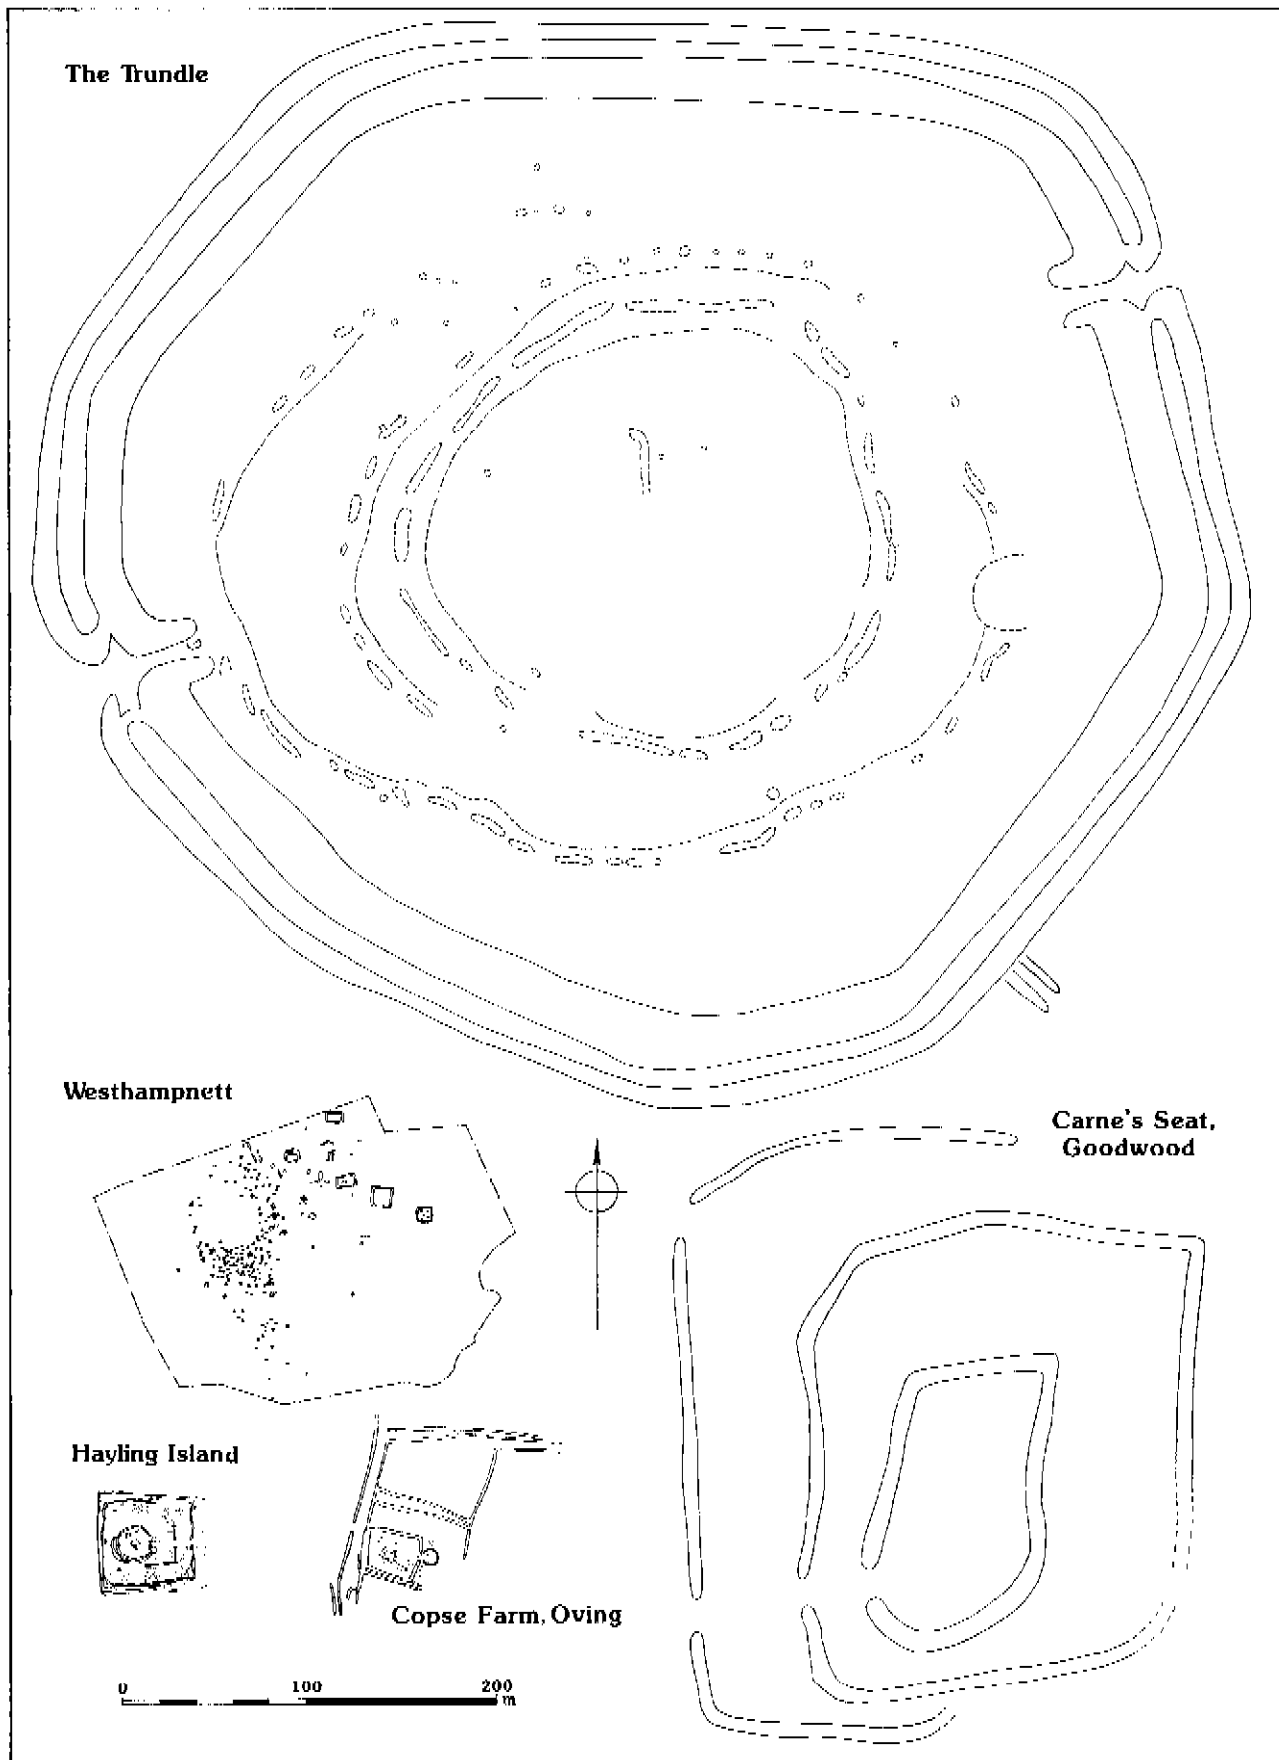 The Trundle
Westhampnett
Carne's Seat,
Goodwood
Hayling Island
Copse Farm, Oving
0 100 200
m